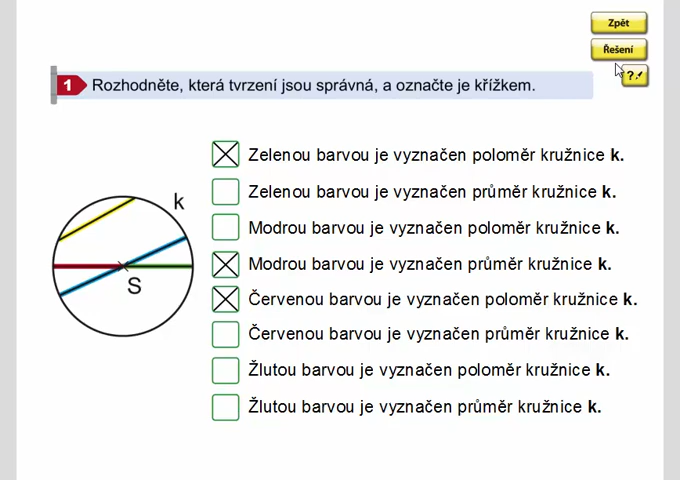 Zpět
Řešení
?
1 Rozhodněte, která tvrzení jsou správná, a označte je křížkem.
Zelenou barvou je vyznačen poloměr kružnice k.
Zelenou barvou je vyznačen průměr kružnice k.
Modrou barvou je vyznačen poloměr kružnice k.
Modrou barvou je vyznačen průměr kružnice k.
Červenou barvou je vyznačen poloměr kružnice k.
Červenou barvou je vyznačen průměr kružnice k.
Žlutou barvou je vyznačen poloměr kružnice k.
Žlutou barvou je vyznačen průměr kružnice k.
k
S